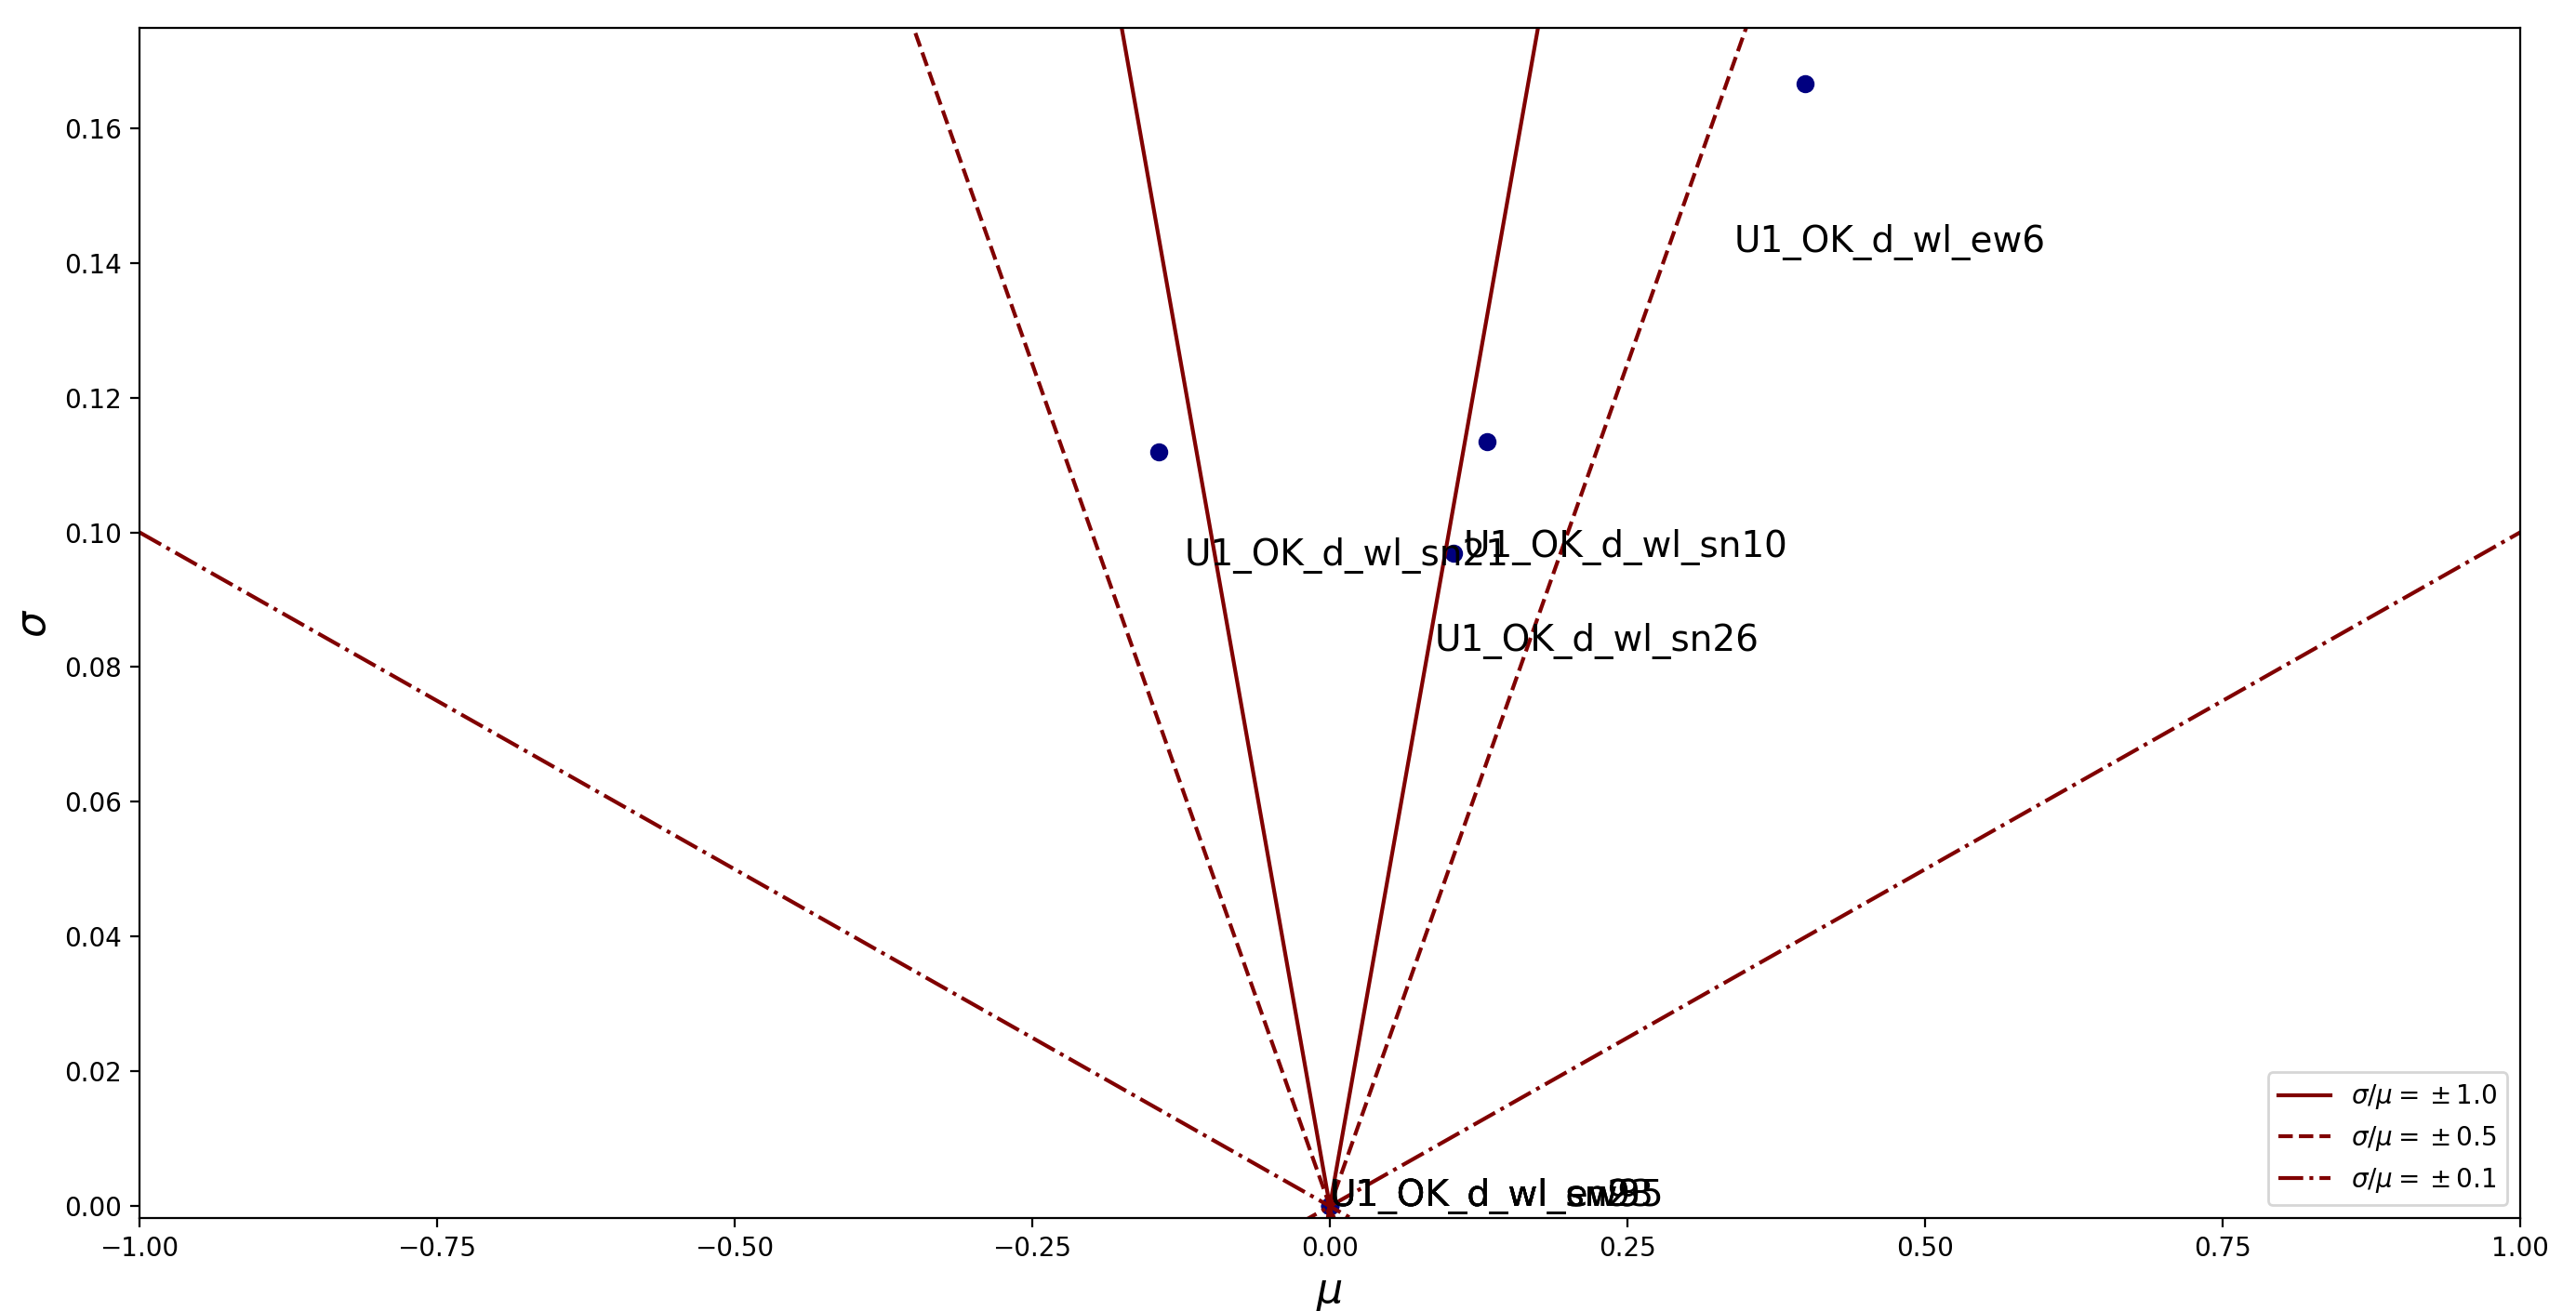 0.16
0.14
0.12
0.10
0.08
0.06
0.04
0.02
0.00
σ
U1_OK_d_wl_ew6
U1_OK_d_wl_sn21
U1_OK_d_wl_sn10
U1_OK_d_wl_sn26
U1_OK_d_wl_
σ/μ = ±1.0
σ/μ = ±0.5
σ/μ = ±0.1
−1.00 −0.75 −0.50 −0.25 0.00 0.25 0.50 0.75 1.00
μ